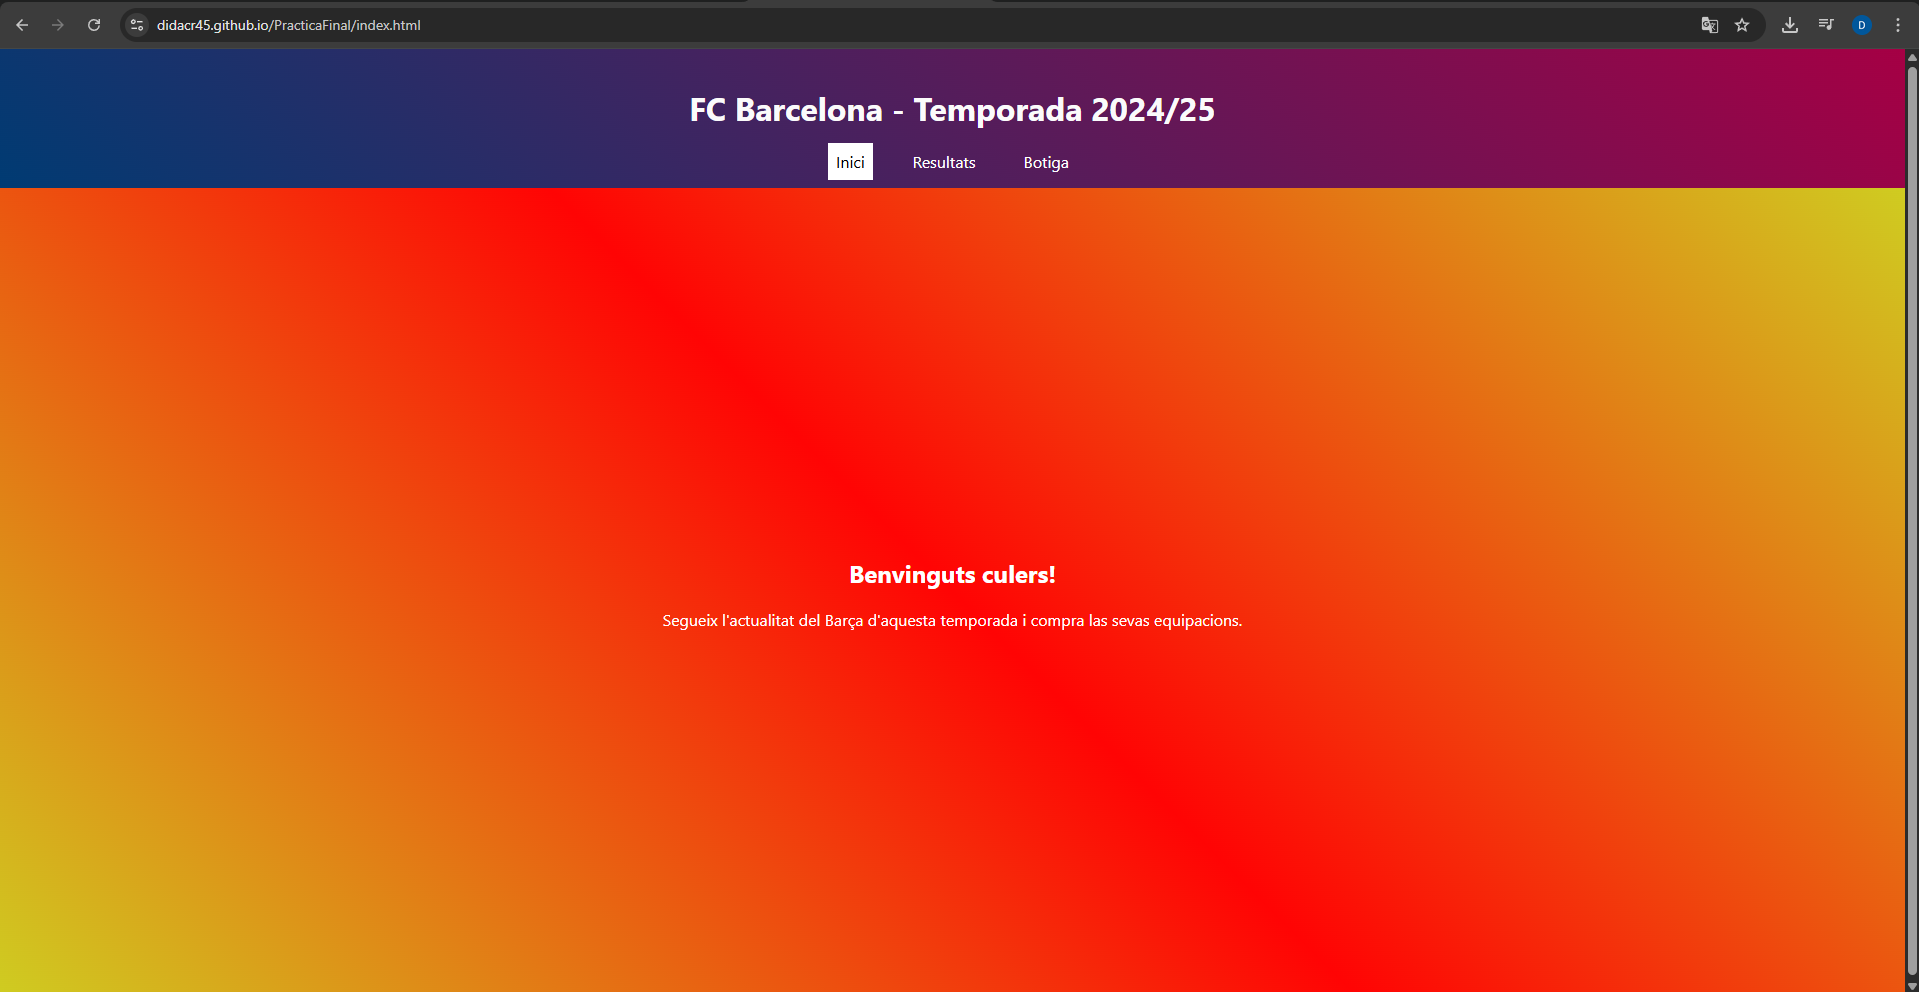 didacr45.github.io/PracticaFinal/index.html
D
FC Barcelona - Temporada 2024/25
Inici Resultats Botiga
Benvinguts culers!
Segueix l'actualitat del Barça d'aquesta temporada i compra las sevas equipacions.